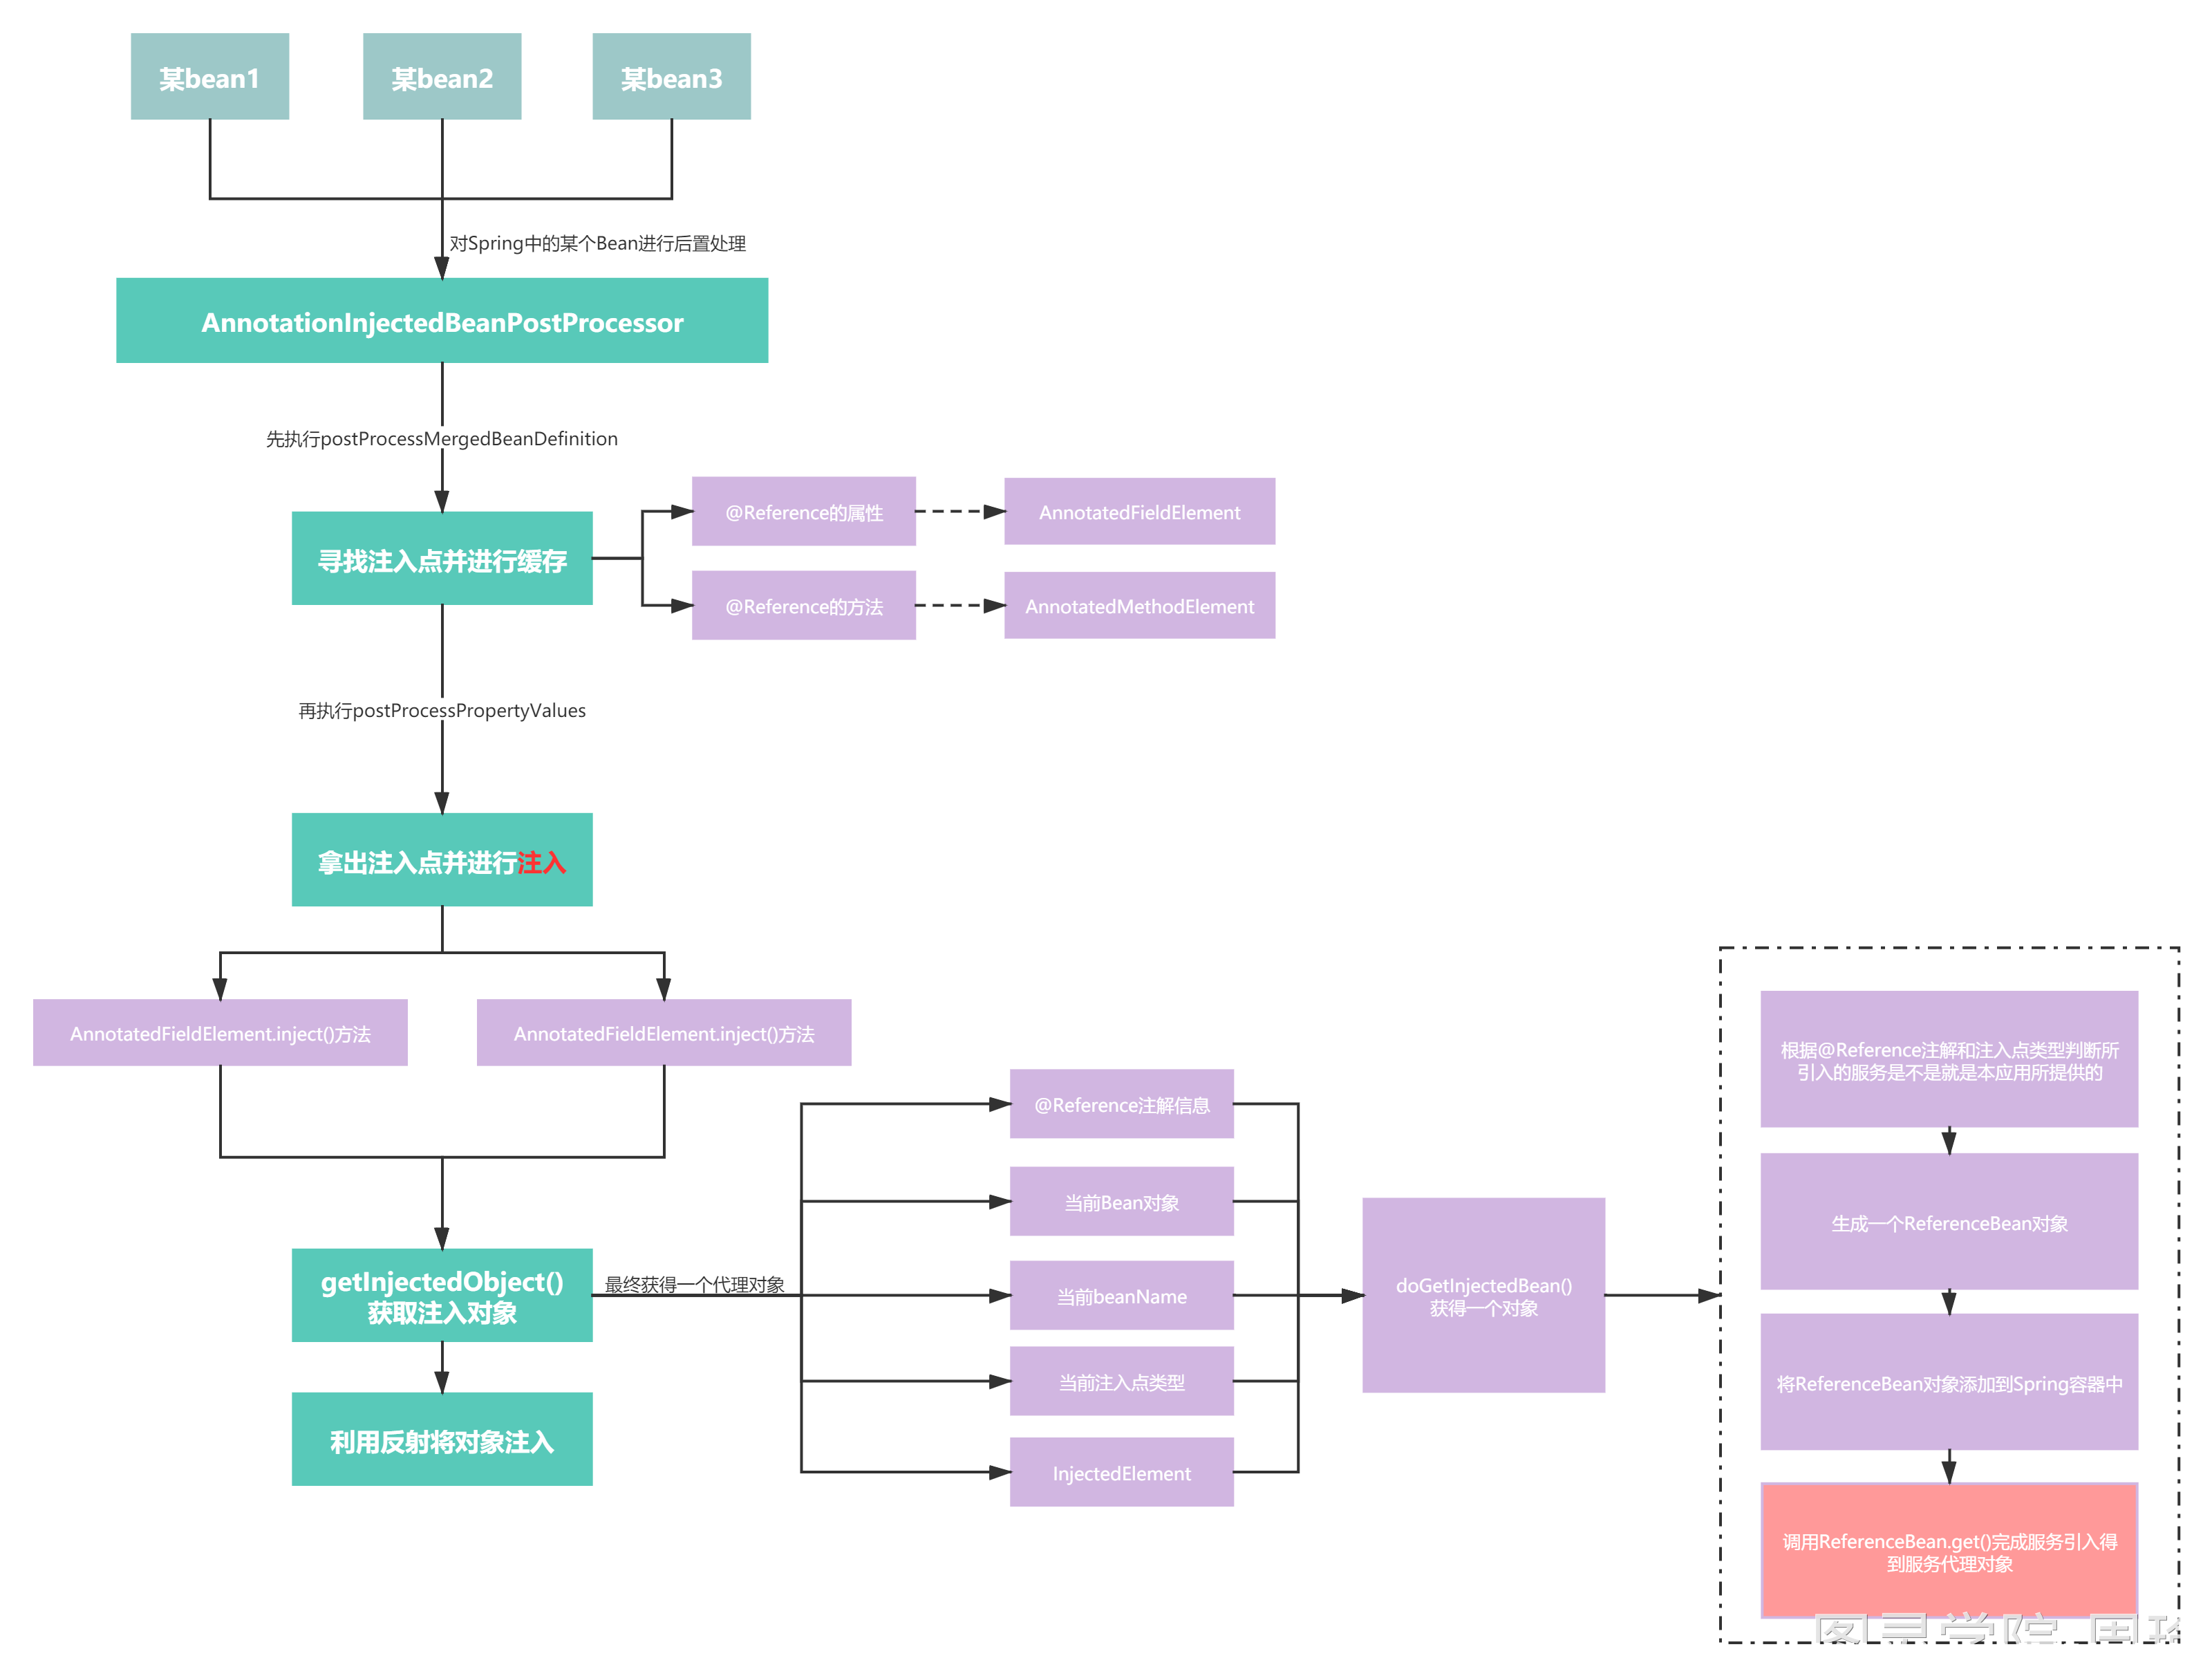 某bean1
某bean2
某bean3
对Spring中的某个Bean进行后置处理
AnnotationInjectedBeanPostProcessor
先执行postProcessMergedBeanDefinition
@Reference的属性
AnnotatedFieldElement
寻找注入点并进行缓存
@Reference的方法
AnnotatedMethodElement
再执行postProcessPropertyValues
拿出注入点并进行注入
AnnotatedFieldElement.inject()方法
AnnotatedFieldElement.inject()方法
getInjectedObject()
获取注入对象
最终获得一个代理对象
利用反射将对象注入
@Reference注解信息
当前Bean对象
当前beanName
当前注入点类型
InjectedElement
doGetInjectedBean()
获得一个对象
根据@Reference注解和注入点类型判断所
引入的服务是不是就是本应用所提供的
生成一个ReferenceBean对象
将ReferenceBean对象添加到Spring容器中
调用ReferenceBean.get()完成服务引入得
到服务代理对象